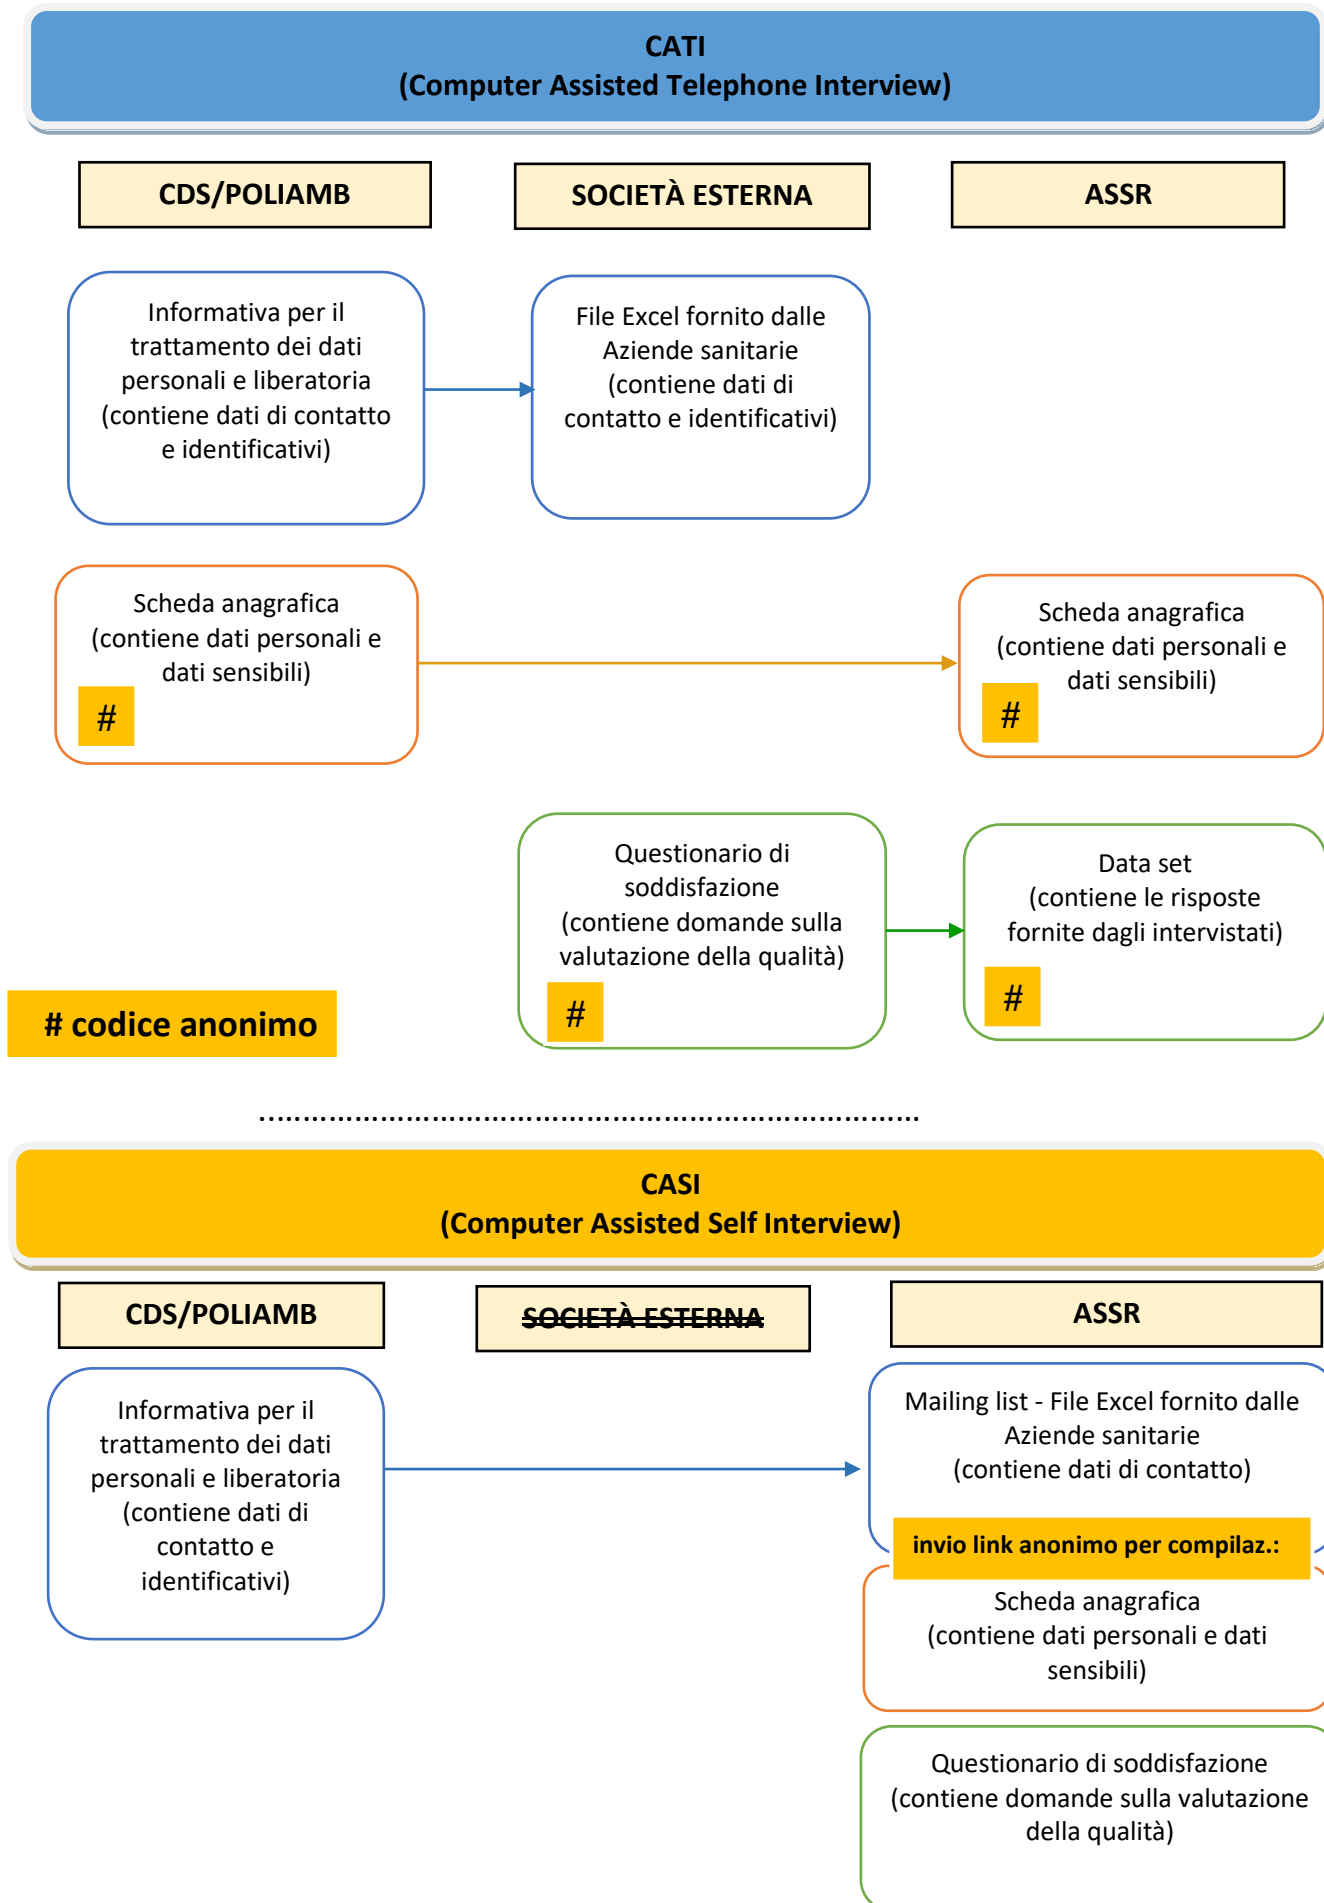 CATI
(Computer Assisted Telephone Interview)
CDS/POLIAMB
SOCIETÀ ESTERNA
ASSR
Informativa per il
trattamento dei dati
personali e liberatoria
(contiene dati di contatto
e identificativi)
File Excel fornito dalle
Aziende sanitarie
(contiene dati di
contatto e identificativi)
Scheda anagrafica
(contiene dati personali e
dati sensibili)
#
Scheda anagrafica
(contiene dati personali e
dati sensibili)
#
Questionario di
soddisfazione
(contiene domande sulla
valutazione della qualità)
#
Data set
(contiene le risposte
fornite dagli intervistati)
#
# codice anonimo
CASI
(Computer Assisted Self Interview)
CDS/POLIAMB
SOCIETÀ ESTERNA
ASSR
Informativa per il
trattamento dei dati
personali e liberatoria
(contiene dati di
contatto e
identificativi)
Mailing list - File Excel fornito dalle
Aziende sanitarie
(contiene dati di contatto)
invio link anonimo per compilaz.:
Scheda anagrafica
(contiene dati personali e dati
sensibili)
Questionario di soddisfazione
(contiene domande sulla valutazione
della qualità)